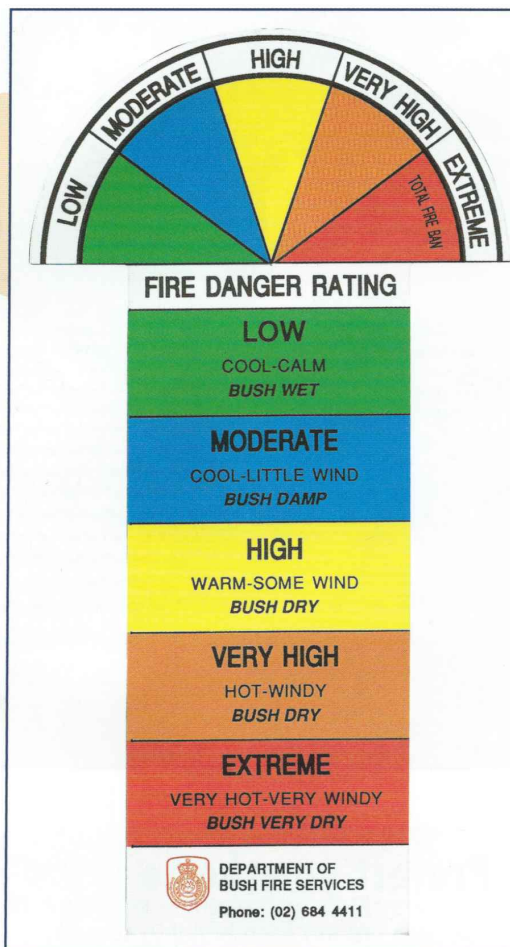 LOW
MODERATE
HIGH
VERY HIGH
EXTREME
TOTAL FIRE BAN
FIRE DANGER RATING
LOW
COOL-CALM
BUSH WET
MODERATE
COOL-LITTLE WIND
BUSH DAMP
HIGH
WARM-SOME WIND
BUSH DRY
VERY HIGH
HOT-WINDY
BUSH DRY
EXTREME
VERY HOT-VERY WINDY
BUSH VERY DRY
DEPARTMENT OF
BUSH FIRE SERVICES
Phone: (02) 684 4411